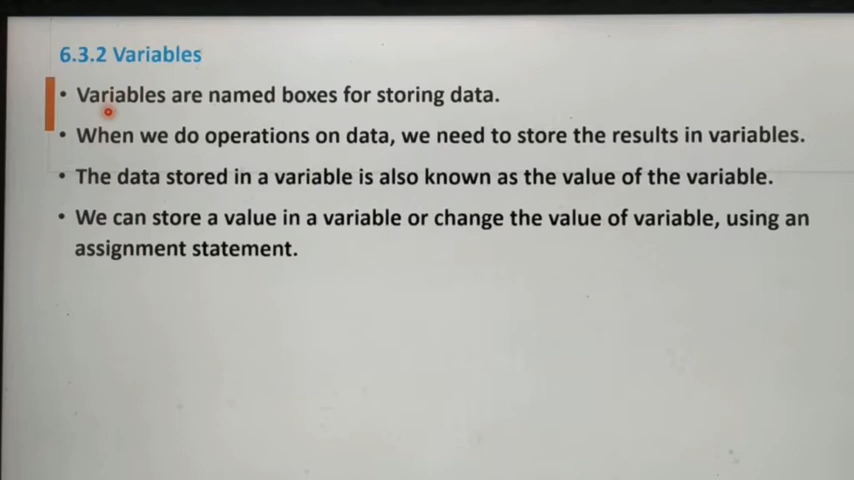 6.3.2 Variables
• Variables are named boxes for storing data.
• When we do operations on data, we need to store the results in variables.
• The data stored in a variable is also known as the value of the variable.
• We can store a value in a variable or change the value of variable, using an
assignment statement.